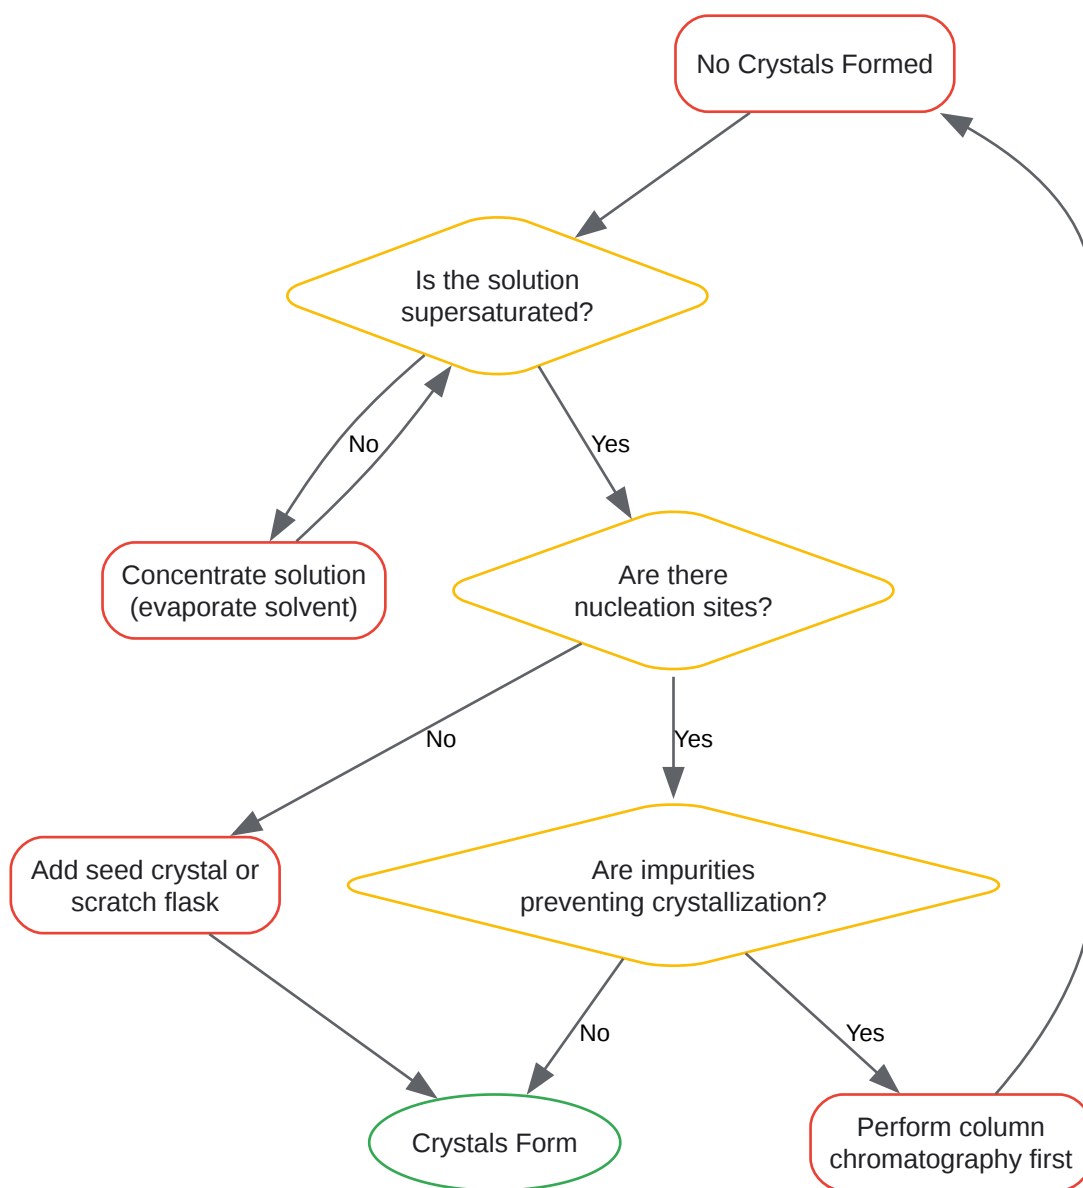 No Crystals Formed
Is the solution
supersaturated?
No
Yes
Concentrate solution
(evaporate solvent)
Are there
nucleation sites?
No
Yes
Add seed crystal or
scratch flask
Are impurities
preventing crystallization?
No
Yes
Crystals Form
Perform column
chromatography first